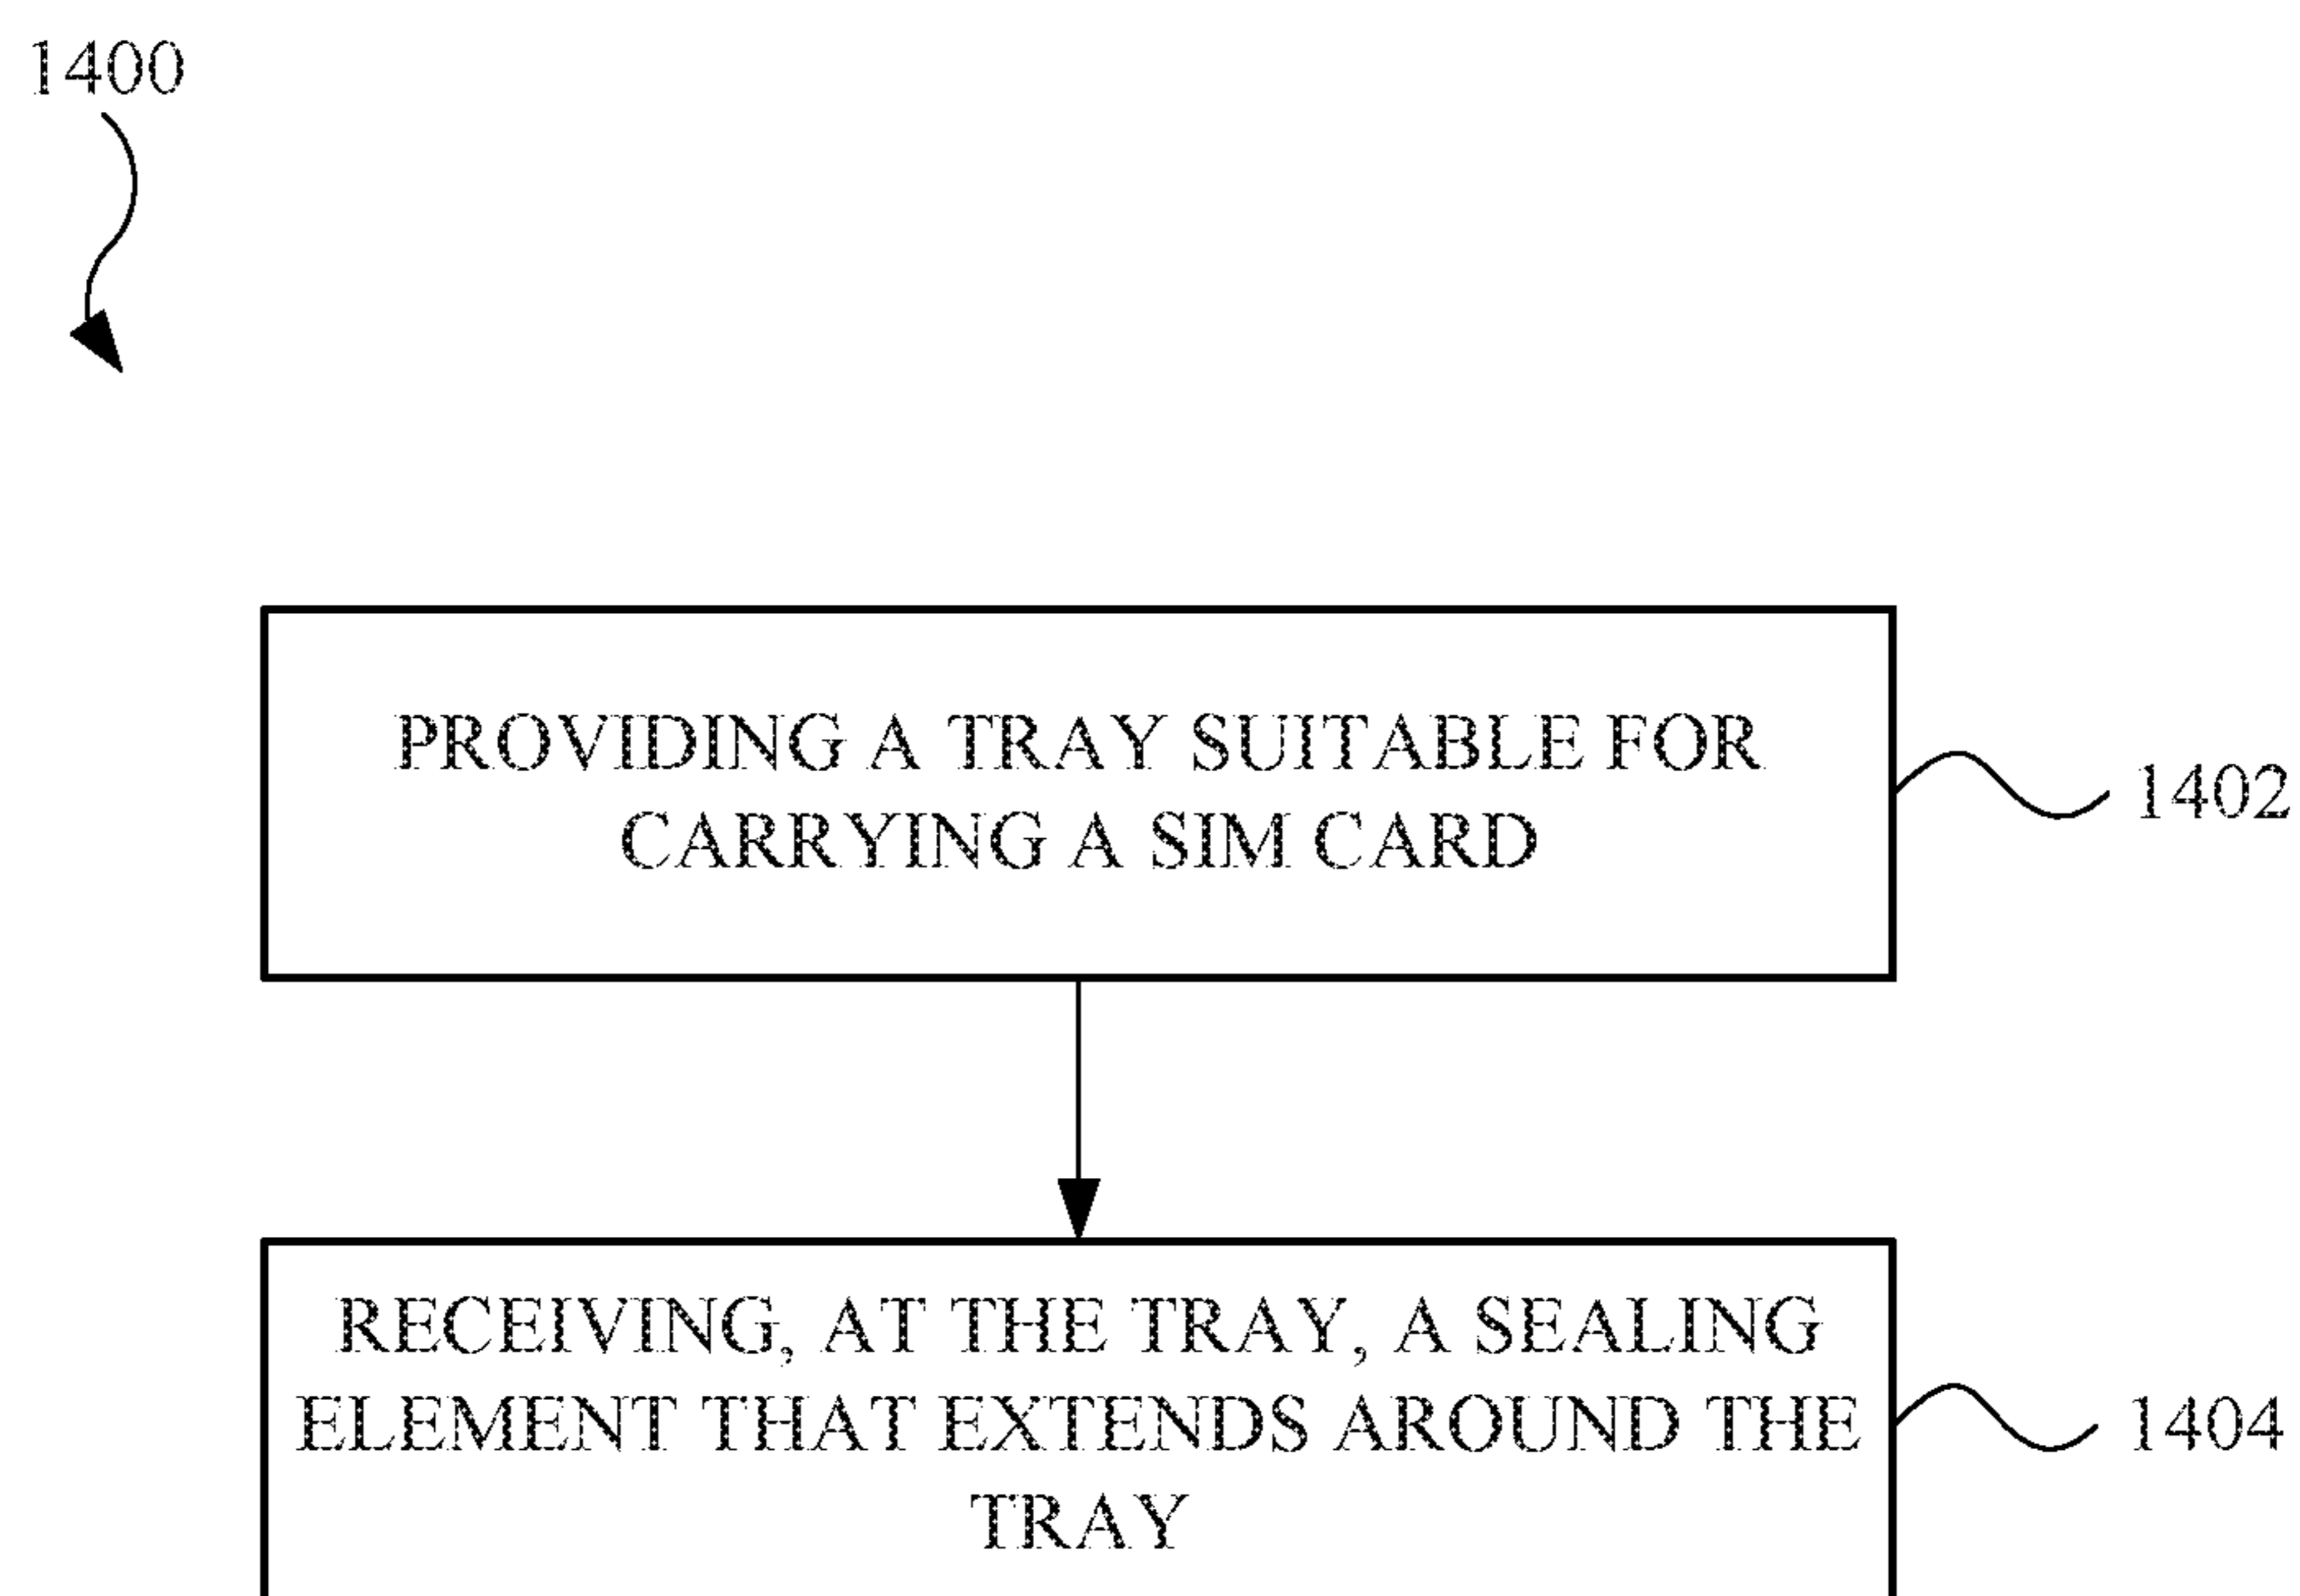 1400
PROVIDING A TRAY SUITABLE FOR
CARRYING A SIM CARD
1402
RECEIVING, AT THE TRAY, A SEALING
ELEMENT THAT EXTENDS AROUND THE
TRAY
1404